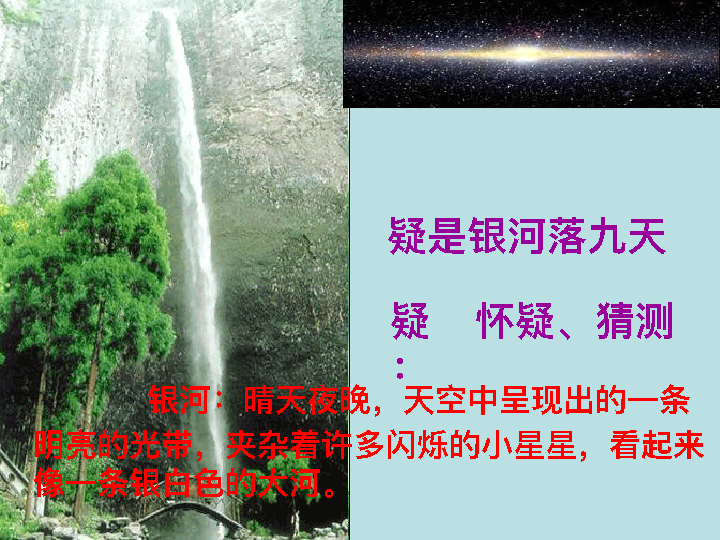 疑是银河落九天
疑　怀疑、猜测
：
银河：晴天夜晚，天空中呈现出的一条
明亮的光带，夹杂着许多闪烁的小星星，看起来
像一条银白色的大河。